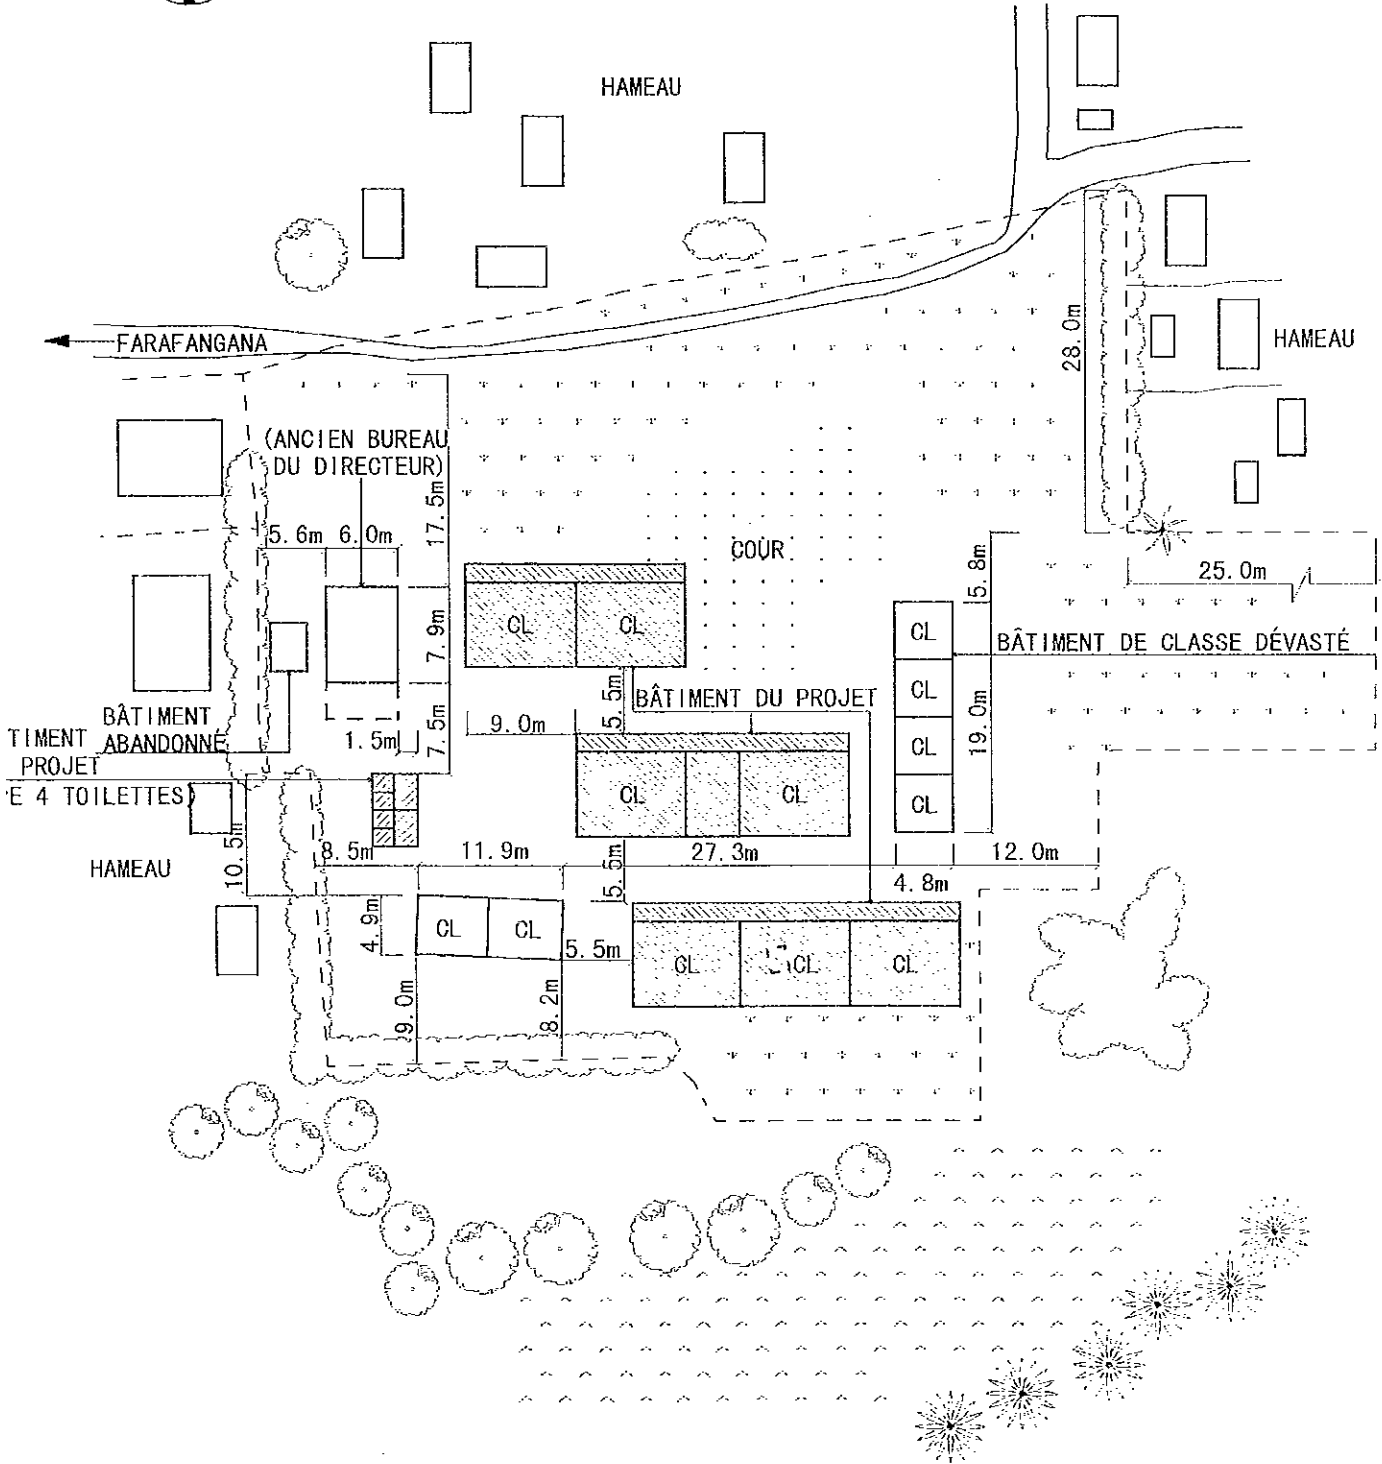 HAMEAU
FARAFANGANA
28.0m
HAMEAU
(ANCIEN BUREAU
DU DIRECTEUR)
17.5m
5.6m 6.0m
COUR
5.8m
25.0m
CL CL
7.9m
CL
BÂTIMENT DE CLASSE DÉVASTÉ
CL
5.5m
BÂTIMENT DU PROJET
BÂTIMENT
ABANDONNÉ
9.0m
1.5m
7.5m
19.0m
CL
TIMENT
PROJET
E 4 TOILETTES)
CL CL
CL
10.5m
HAMEAU
8.5m 11.9m 27.3m 12.0m
5.5m
4.8m
4.9m
CL CL
5.5m
CL CL CL
9.0m
8.2m